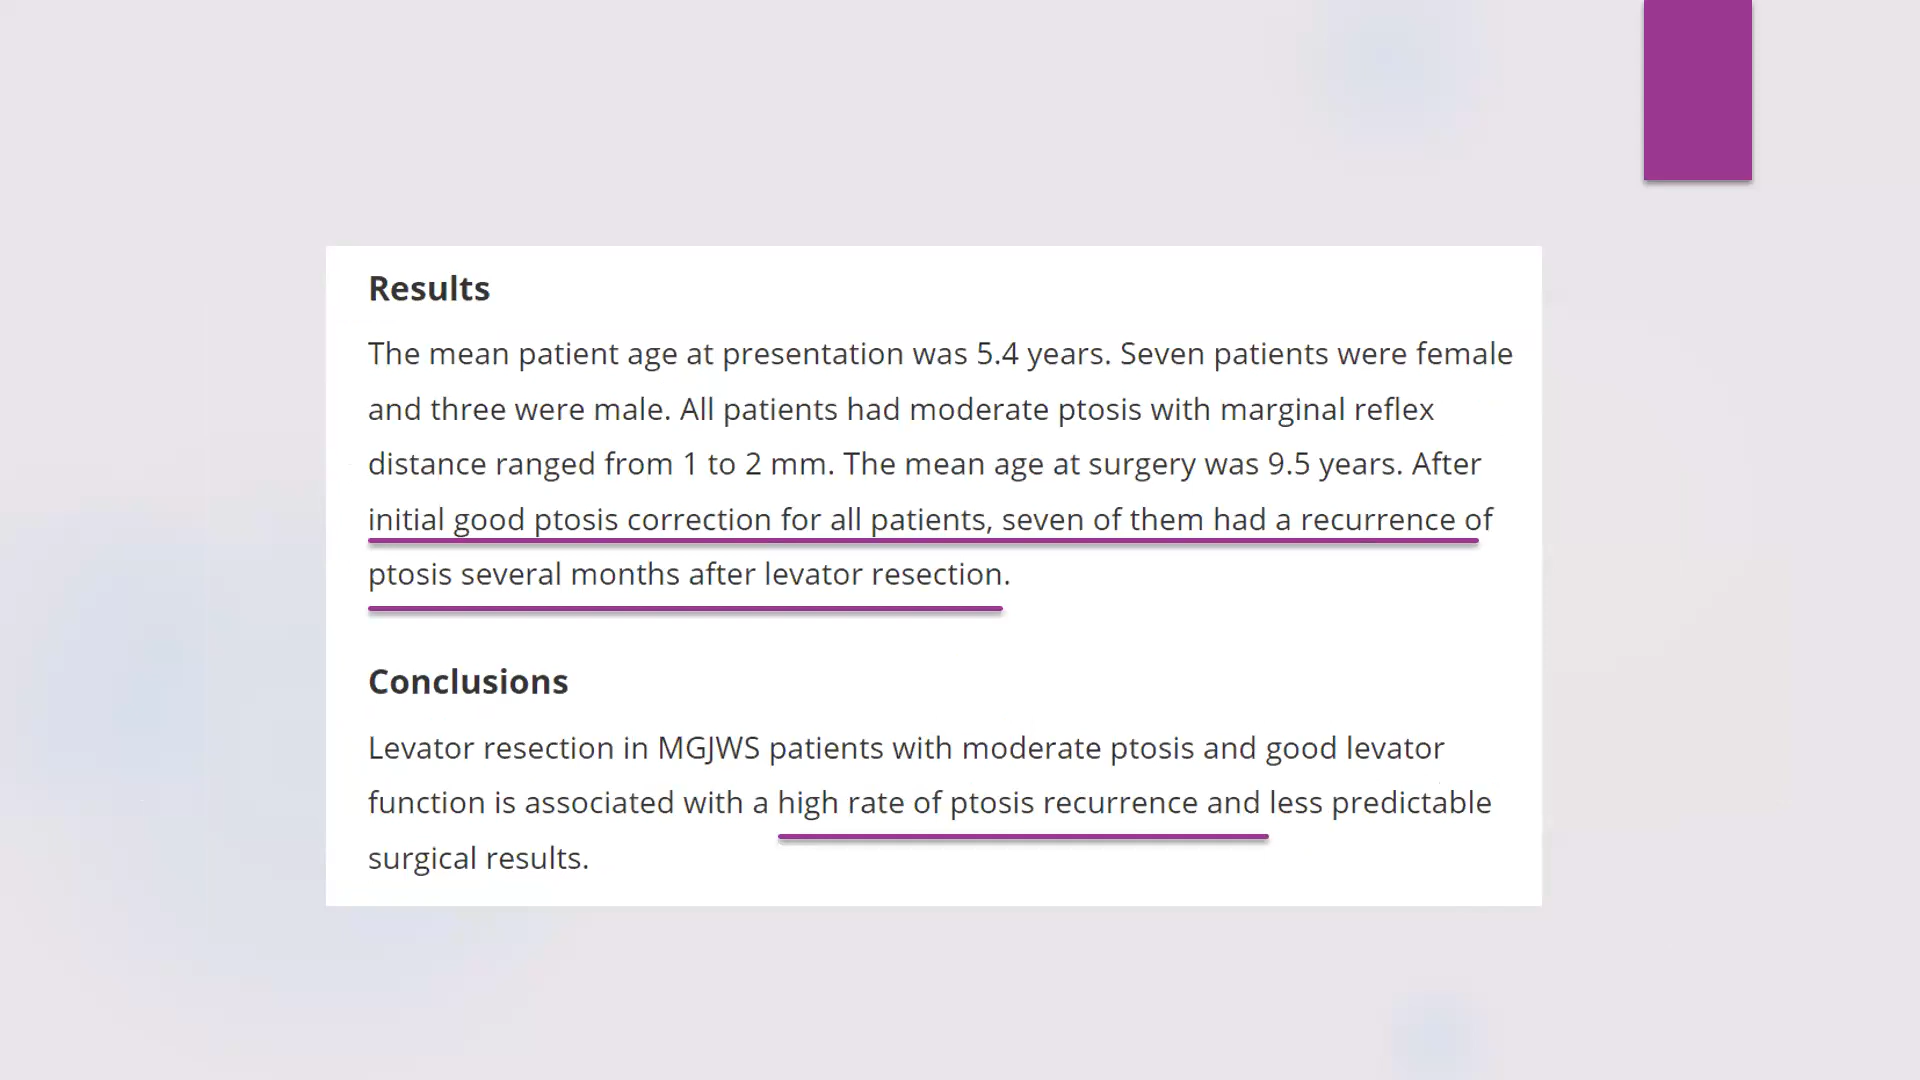 Results
The mean patient age at presentation was 5.4 years. Seven patients were female
and three were male. All patients had moderate ptosis with marginal reflex
distance ranged from 1 to 2 mm. The mean age at surgery was 9.5 years. After
initial good ptosis correction for all patients, seven of them had a recurrence of
ptosis several months after levator resection.
Conclusions
Levator resection in MGJWS patients with moderate ptosis and good levator
function is associated with a high rate of ptosis recurrence and less predictable
surgical results.